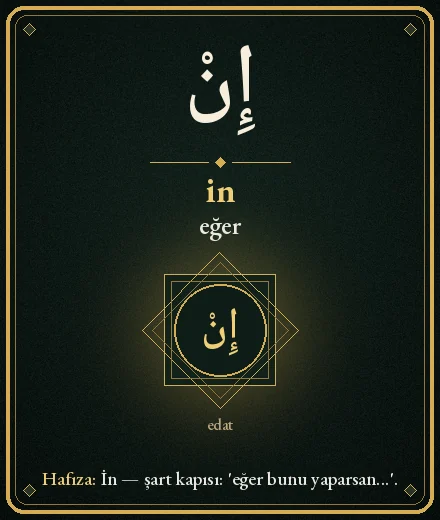 إِنْ
in
eğer
إِنْ
edat
Hafıza: İn — şart kapısı: 'eğer bunu yaparsan...'.